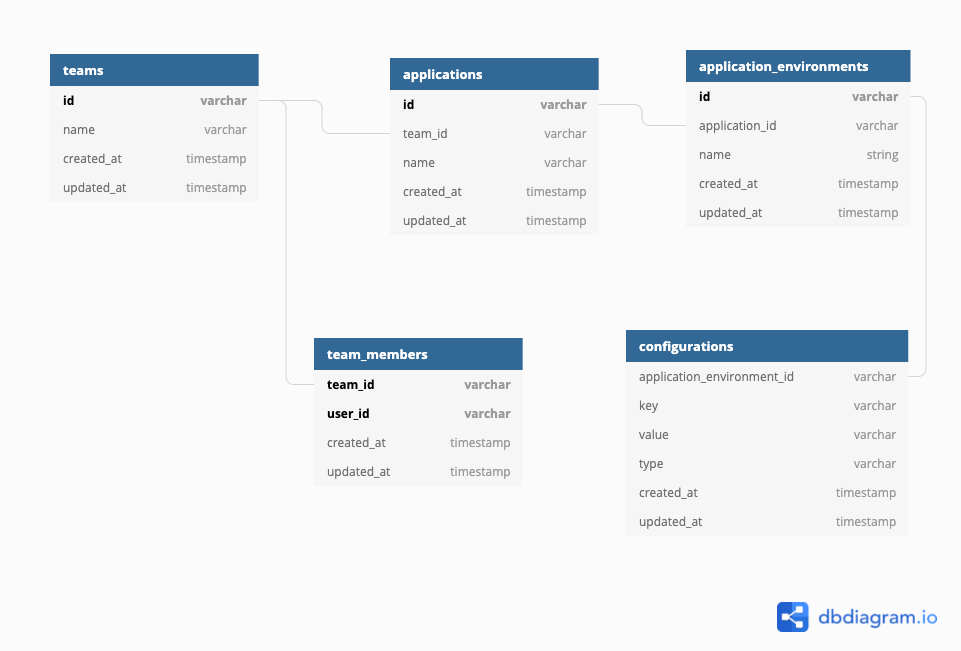 teams
id varchar
name varchar
created_at timestamp
updated_at timestamp
applications
id varchar
team_id varchar
name varchar
created_at timestamp
updated_at timestamp
application_environments
id varchar
application_id varchar
name string
created_at timestamp
updated_at timestamp
team_members
team_id varchar
user_id varchar
created_at timestamp
updated_at timestamp
configurations
application_environment_id varchar
key varchar
value varchar
type varchar
created_at timestamp
updated_at timestamp
dbdiagram.io